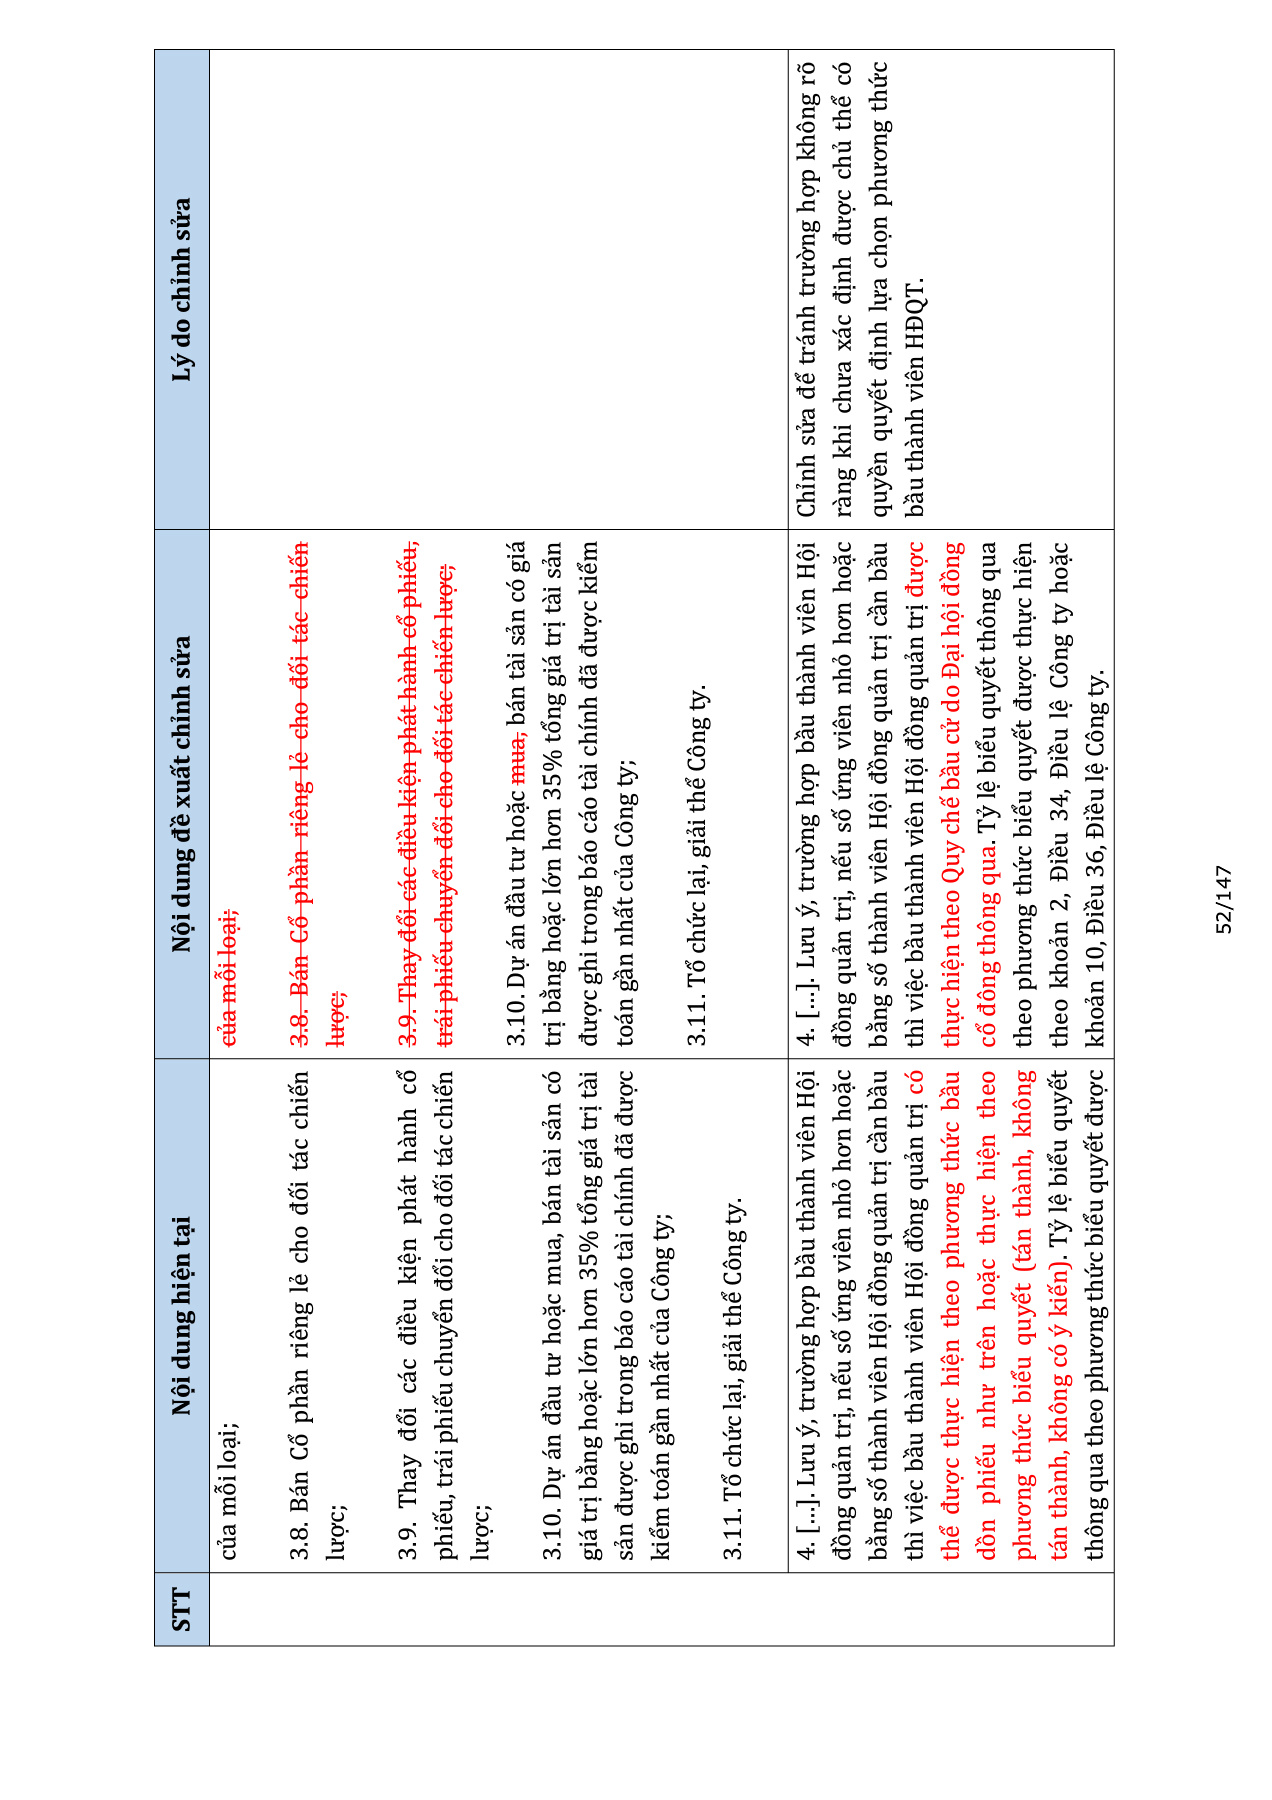 STT
Nội dung hiện tại
Nội dung đề xuất chỉnh sửa
Lý do chỉnh sửa
của mỗi loại;
3.8. Bán Cổ phần riêng lẻ cho đối tác chiến
lược;
3.9. Thay đổi các điều kiện phát hành cổ
phiếu, trái phiếu chuyển đổi cho đối tác chiến
lược;
3.10. Dự án đầu tư hoặc mua, bán tài sản có
giá trị bằng hoặc lớn hơn 35% tổng giá trị tài
sản được ghi trong báo cáo tài chính đã được
kiểm toán gần nhất của Công ty;
3.11. Tổ chức lại, giải thể Công ty.
của mỗi loại;
3.8. Bán Cổ phần riêng lẻ cho đối tác chiến
lược;
3.9. Thay đổi các điều kiện phát hành cổ phiếu,
trái phiếu chuyển đổi cho đối tác chiến lược;
3.10. Dự án đầu tư hoặc mua, bán tài sản có giá
trị bằng hoặc lớn hơn 35% tổng giá trị tài sản
được ghi trong báo cáo tài chính đã được kiểm
toán gần nhất của Công ty;
3.11. Tổ chức lại, giải thể Công ty.
4. [...]. Lưu ý, trường hợp bầu thành viên Hội
đồng quản trị, nếu số ứng viên nhỏ hơn hoặc
bằng số thành viên Hội đồng quản trị cần bầu
thì việc bầu thành viên Hội đồng quản trị có
thể được thực hiện theo phương thức bầu
dồn phiếu như trên hoặc thực hiện theo
phương thức biểu quyết (tán thành, không
tán thành, không có ý kiến). Tỷ lệ biểu quyết
thông qua theo phương thức biểu quyết được
4. [...]. Lưu ý, trường hợp bầu thành viên Hội
đồng quản trị, nếu số ứng viên nhỏ hơn hoặc
bằng số thành viên Hội đồng quản trị cần bầu
thì việc bầu thành viên Hội đồng quản trị được
thực hiện theo Quy chế bầu cử do Đại hội đồng
cổ đông thông qua. Tỷ lệ biểu quyết thông qua
theo phương thức biểu quyết được thực hiện
theo khoản 2, Điều 34, Điều lệ Công ty hoặc
khoản 10, Điều 36, Điều lệ Công ty.
Chỉnh sửa để tránh trường hợp không rõ
ràng khi chưa xác định được chủ thể có
quyền quyết định lựa chọn phương thức
bầu thành viên HĐQT.
52/147